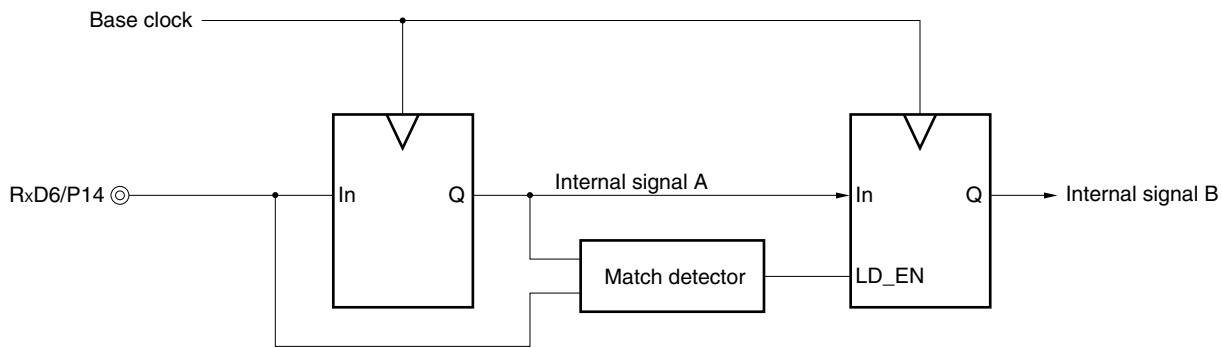 Base clock
RxD6/P14
In
Q
Internal signal A
In
Q
Internal signal B
Match detector
LD_EN